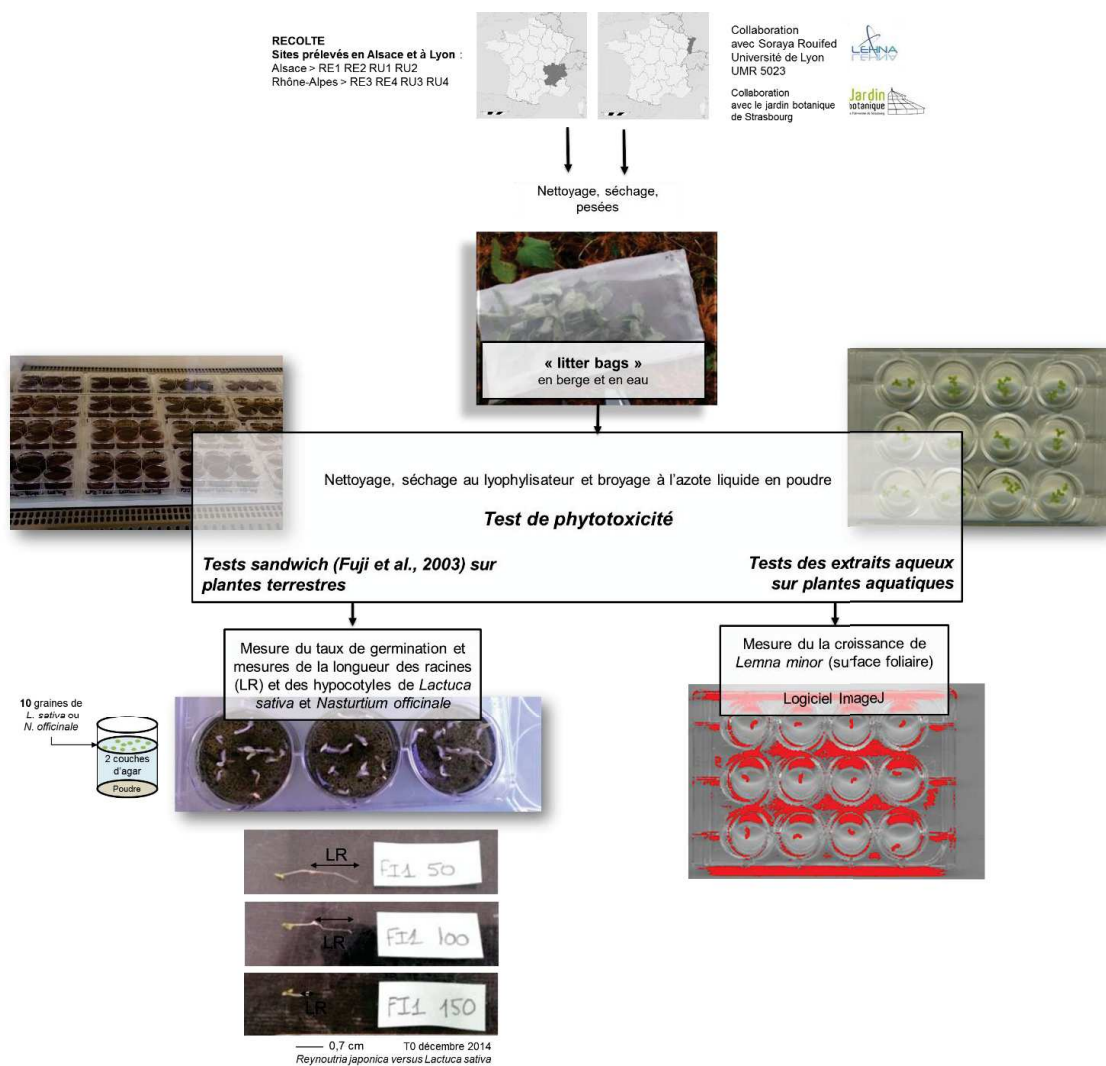 RECOLTE
Sites prélevés en Alsace et à Lyon :
Alsace > RE1 RE2 RU1 RU2
Rhône-Alpes > RE3 RE4 RU3 RU4
Collaboration
avec Soraya Rouifed
Université de Lyon
UMR 5023
LEHNA
Collaboration
avec le jardin botanique
de Strasbourg
Jardin
botanique
Nettoyage, séchage,
pesées
« litter bags »
en berge et en eau
Nettoyage, séchage au lyophylisateur et broyage à l'azote liquide en poudre
Test de phytotoxicité
Tests sandwich (Fuji et al., 2003) sur
plantes terrestres
Tests des extraits aqueux
sur plantes aquatiques
Mesure du taux de germination et
mesures de la longueur des racines
(LR) et des hypocotyles de Lactuca
sativa et Nasturtium officinale
Mesure du la croissance de
Lemna minor (surface foliaire)
Logiciel ImageJ
10 graines de
L. sativa ou
N. officinale
2 couches
d'agar
Poudre
LR
FI1 50
LR
FI1 100
LR
FI1 150
0,7 cm
T0 décembre 2014
Reynoutria japonica versus Lactuca sativa